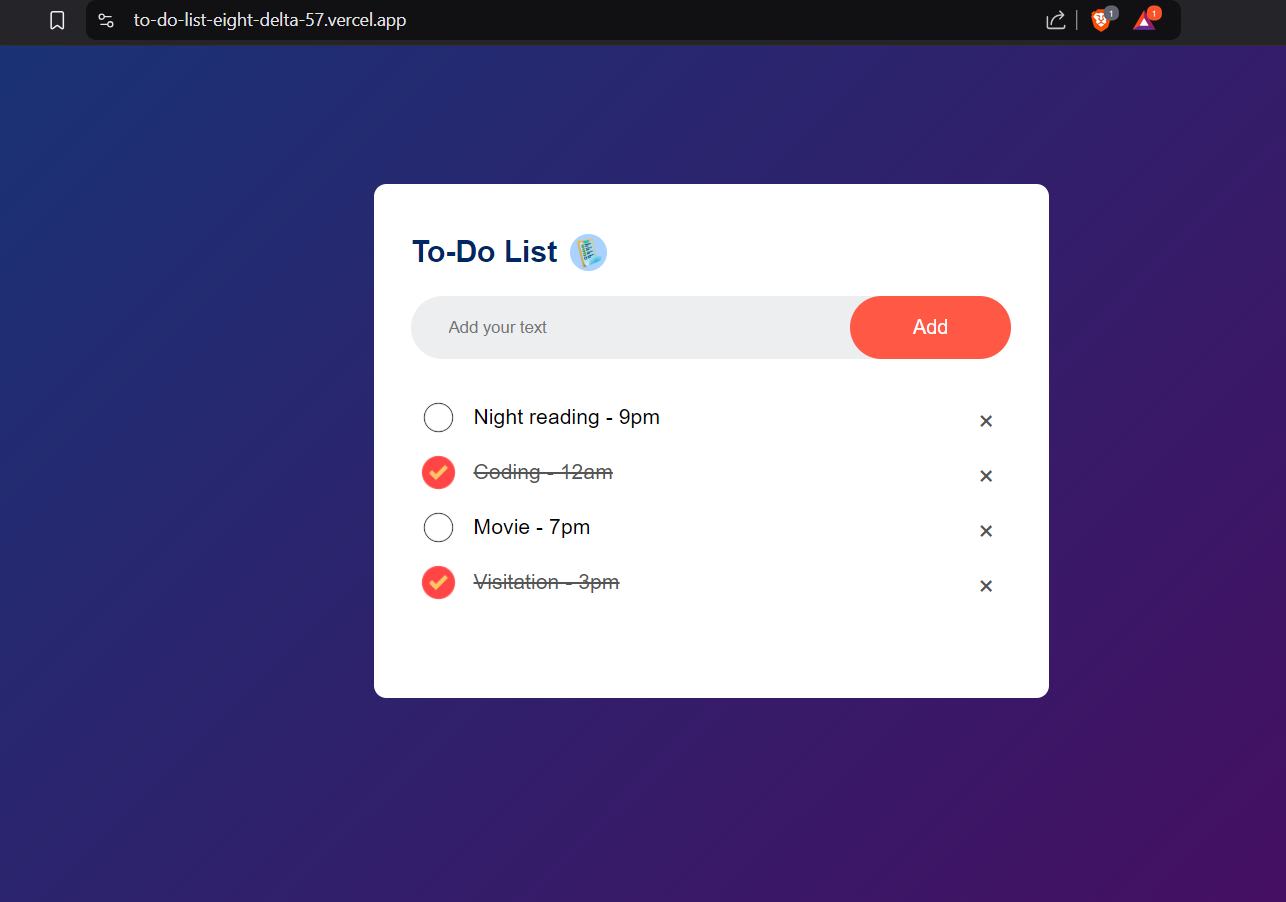 to-do-list-eight-delta-57.vercel.app
1
1
To-Do List
Add your text
Add
Night reading - 9pm
×
Coding - 12am
×
Movie - 7pm
×
Visitation - 3pm
×